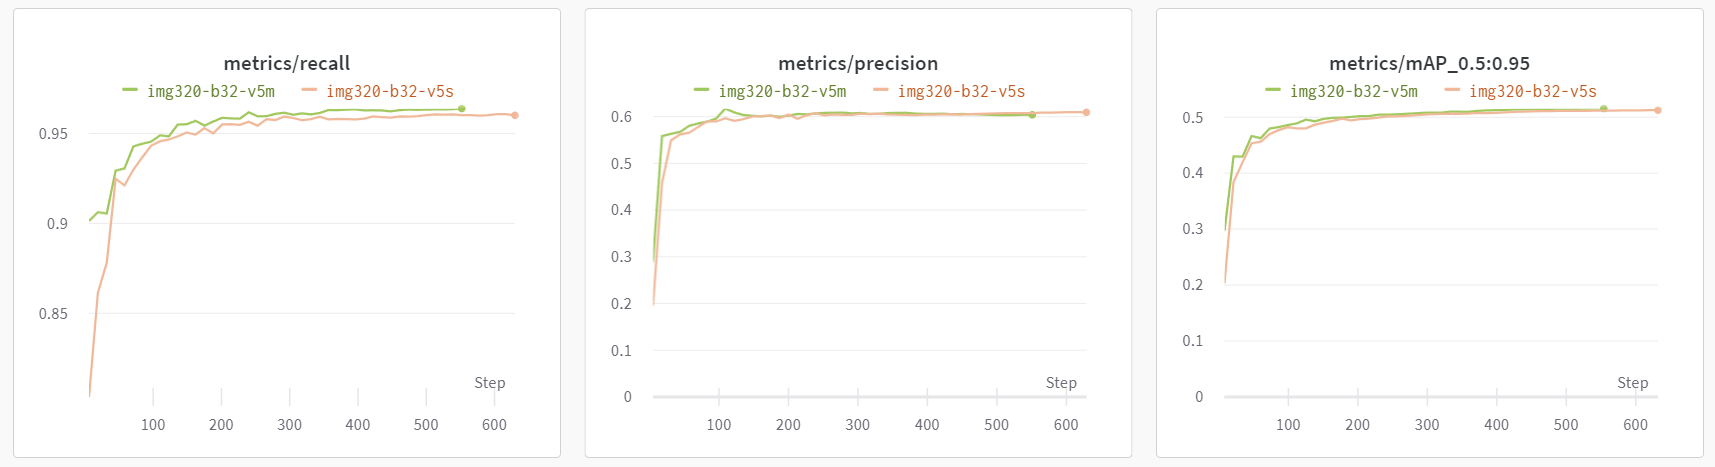 metrics/recall
img320-b32-v5m img320-b32-v5s
0.95
0.9
0.85
Step
100 200 300 400 500 600
metrics/precision
img320-b32-v5m img320-b32-v5s
0.6
0.5
0.4
0.3
0.2
0.1
Step
0
100 200 300 400 500 600
metrics/mAP_0.5:0.95
img320-b32-v5m img320-b32-v5s
0.5
0.4
0.3
0.2
0.1
Step
0
100 200 300 400 500 600